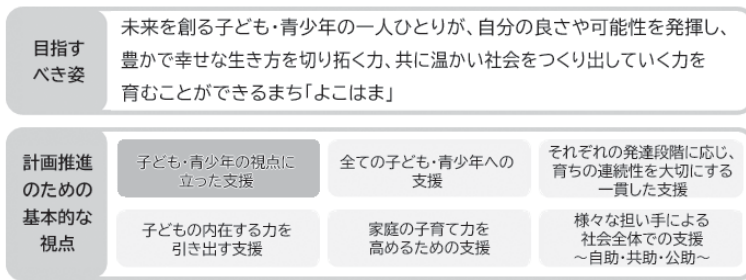 目指す
べき姿
未来を創る子ども・青少年の一人ひとりが、自分の良さや可能性を発揮し、
豊かで幸せな生き方を切り拓く力、共に温かい社会をつくり出していく力を
育むことができるまち「よこはま」
計画推進
のための
基本的な
視点
子ども・青少年の視点に
立った支援
全ての子ども・青少年への
支援
それぞれの発達段階に応じ、
育ちの連続性を大切にする
一貫した支援
子どもの内在する力を
引き出す支援
家庭の子育て力を
高めるための支援
様々な担い手による
社会全体での支援
～自助・共助・公助～